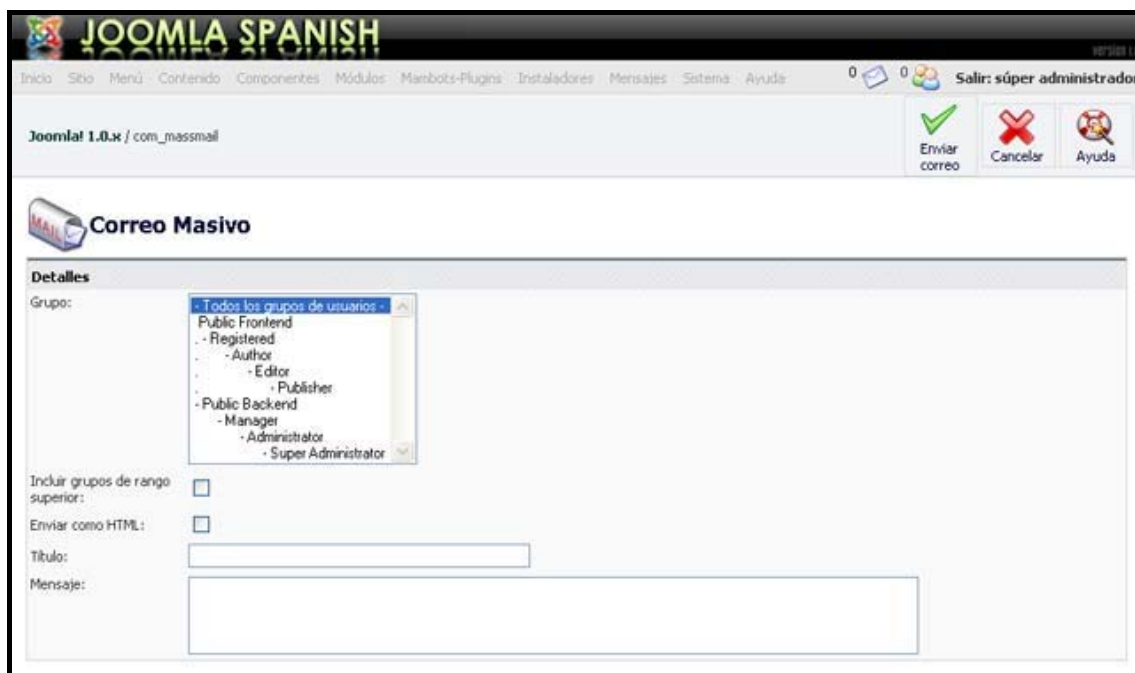 JOOMLA SPANISH
Inicio Sitio Menú Contenido Componentes Módulos Mambots-Plugins Instaladores Mensajes Sistema Ayuda 0 0 Salir: súper administrador
Joomla! 1.0.x / com_massmail
Enviar correo
Cancelar
Ayuda
MAIL
Correo Masivo
Detalles
Grupo:
- Todos los grupos de usuarios -
Public Frontend
. - Registered
. - Author
. - Editor
. - Publisher
- Public Backend
- Manager
- Administrator
- Super Administrator
Incluir grupos de rango
superior:
Enviar como HTML:
Título:
Mensaje: